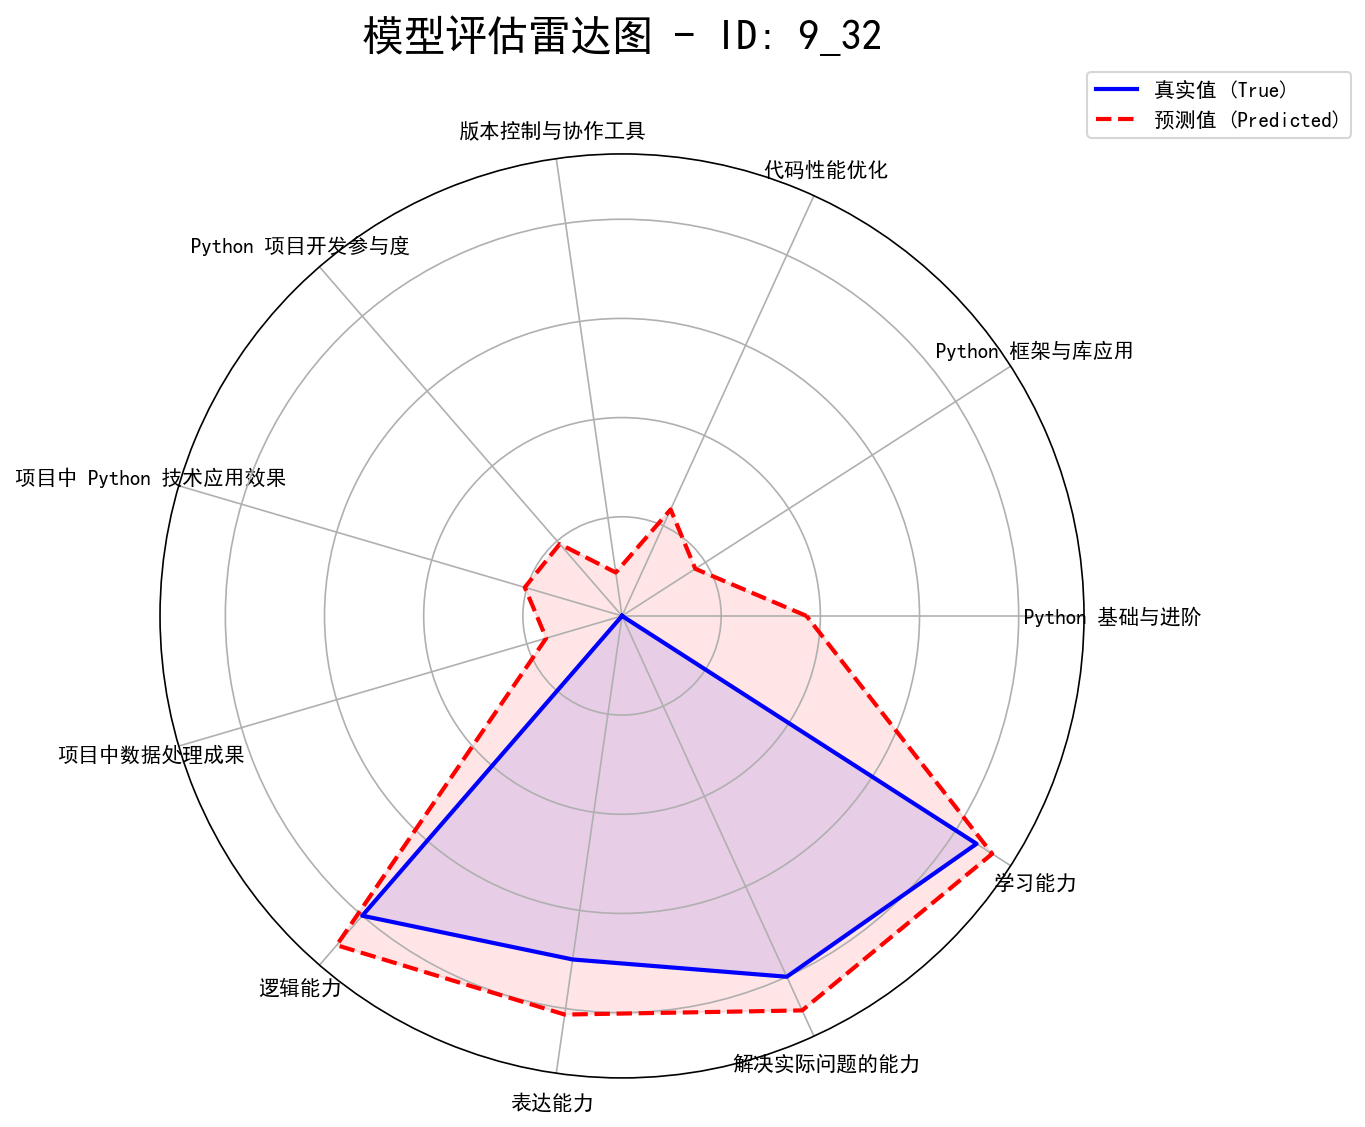 模型评估雷达图 - ID: 9_32
真实值 (True)
预测值 (Predicted)
版本控制与协作工具
代码性能优化
Python 项目开发参与度
Python 框架与库应用
项目中 Python 技术应用效果
Python 基础与进阶
项目中数据处理成果
学习能力
逻辑能力
解决实际问题的能力
表达能力